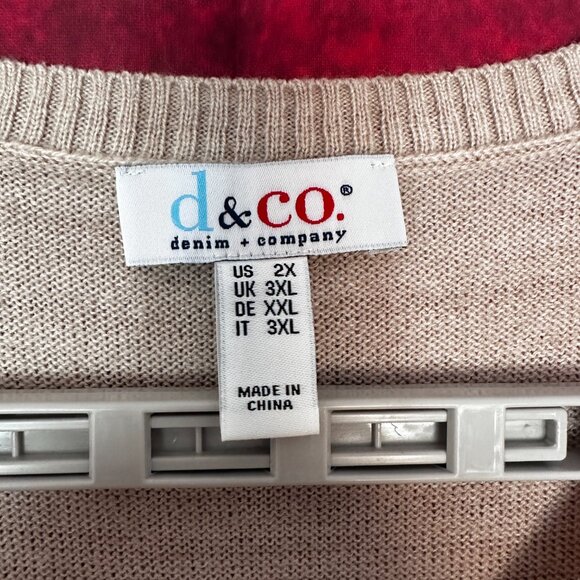 d&co.®
denim + company
US 2X
UK 3XL
DE XXL
IT 3XL
MADE IN
CHINA